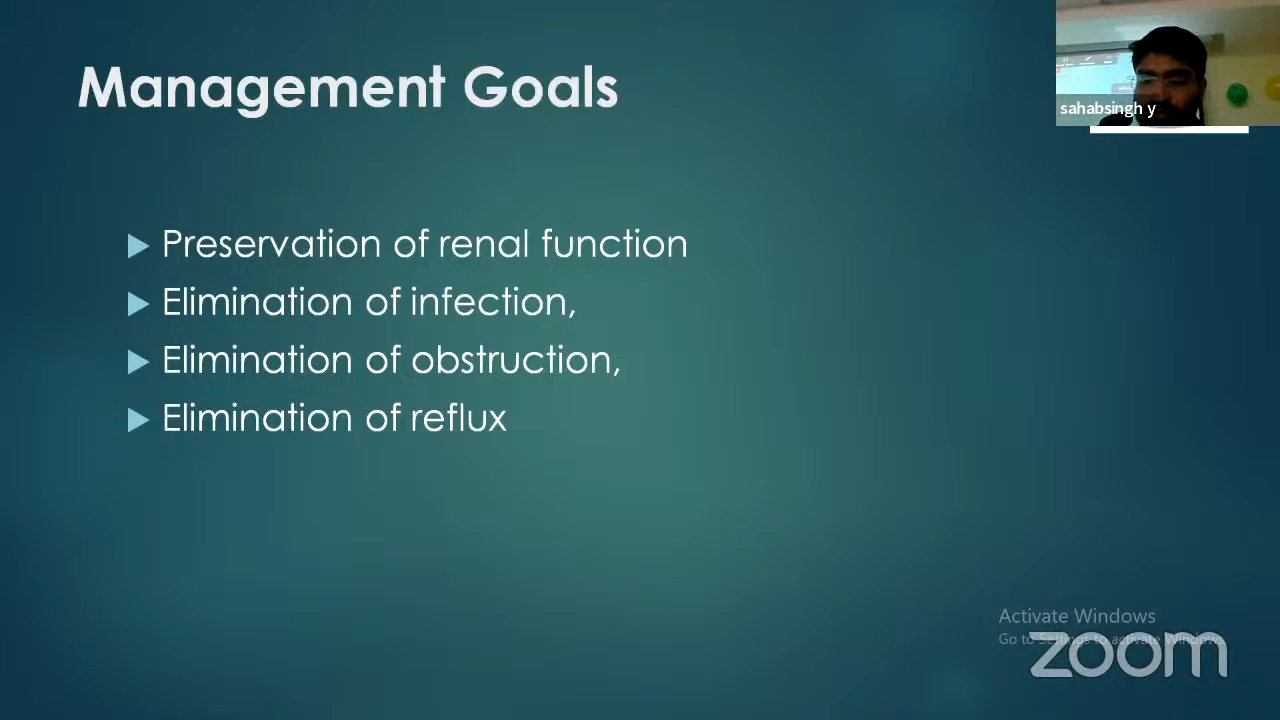 Management Goals
sahabsingh y
Preservation of renal function
Elimination of infection,
Elimination of obstruction,
Elimination of reflux
Activate Windows
Go to Settings to activate Windows.
zoom